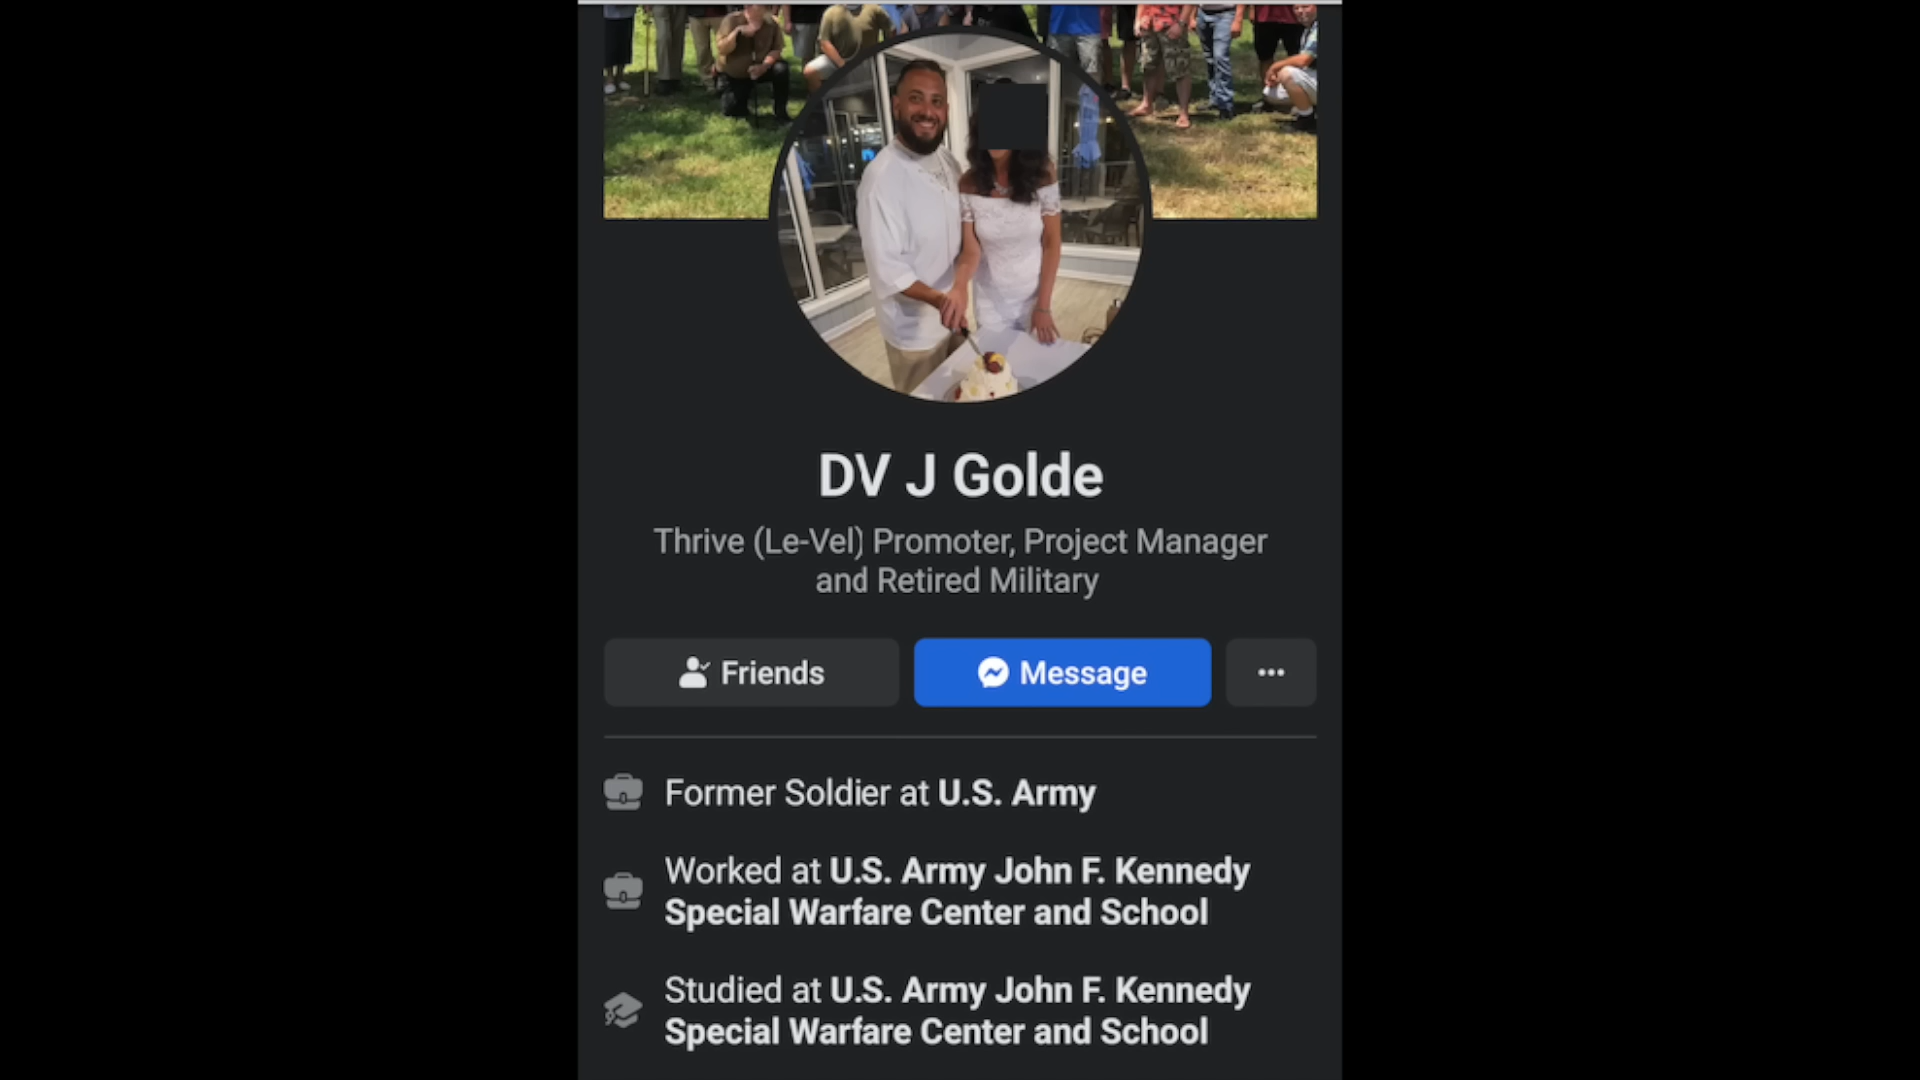 DV J Golde
Thrive (Le-Vel) Promoter, Project Manager
and Retired Military
Friends
Message
Former Soldier at U.S. Army
Worked at U.S. Army John F. Kennedy
Special Warfare Center and School
Studied at U.S. Army John F. Kennedy
Special Warfare Center and School